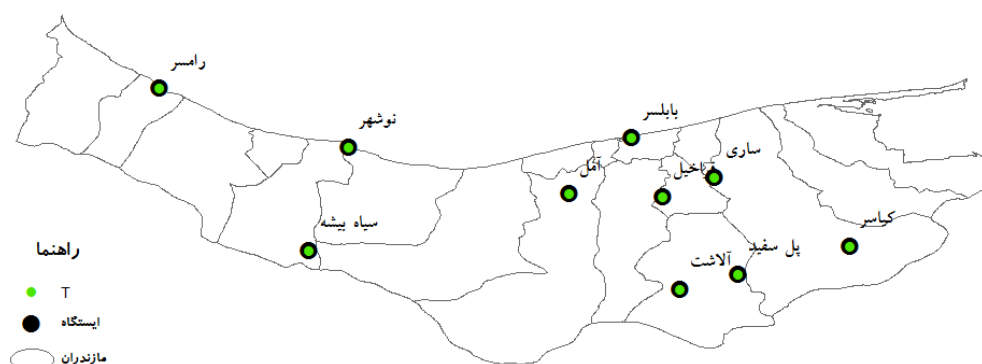 رامسر
نوشهر
بابلسر
ساری
آمل
قراخیل
سیاه بیشه
کیاسر
پل سفید
آلاشت
راهنما
T
ایستگاه
مازندران